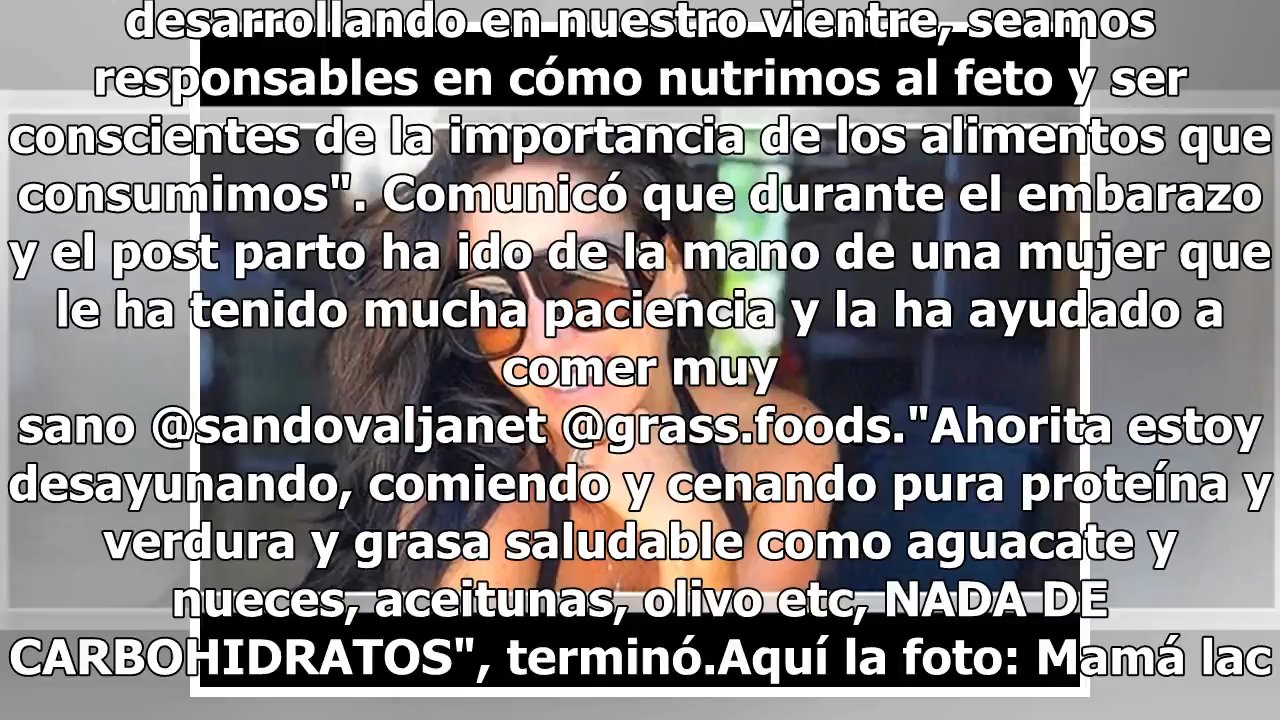 desarrollando en nuestro vientre, seamos
responsables en cómo nutrimos al feto y ser
conscientes de la importancia de los alimentos que
consumimos". Comunicó que durante el embarazo
y el post parto ha ido de la mano de una mujer que
le ha tenido mucha paciencia y la ha ayudado a
comer muy
sano @sandovaljanet @grass.foods."Ahorita estoy
desayunando, comiendo y cenando pura proteína y
verdura y grasa saludable como aguacate y
nueces, aceitunas, olivo etc, NADA DE
CARBOHIDRATOS", terminó.Aquí la foto: Mamá lac